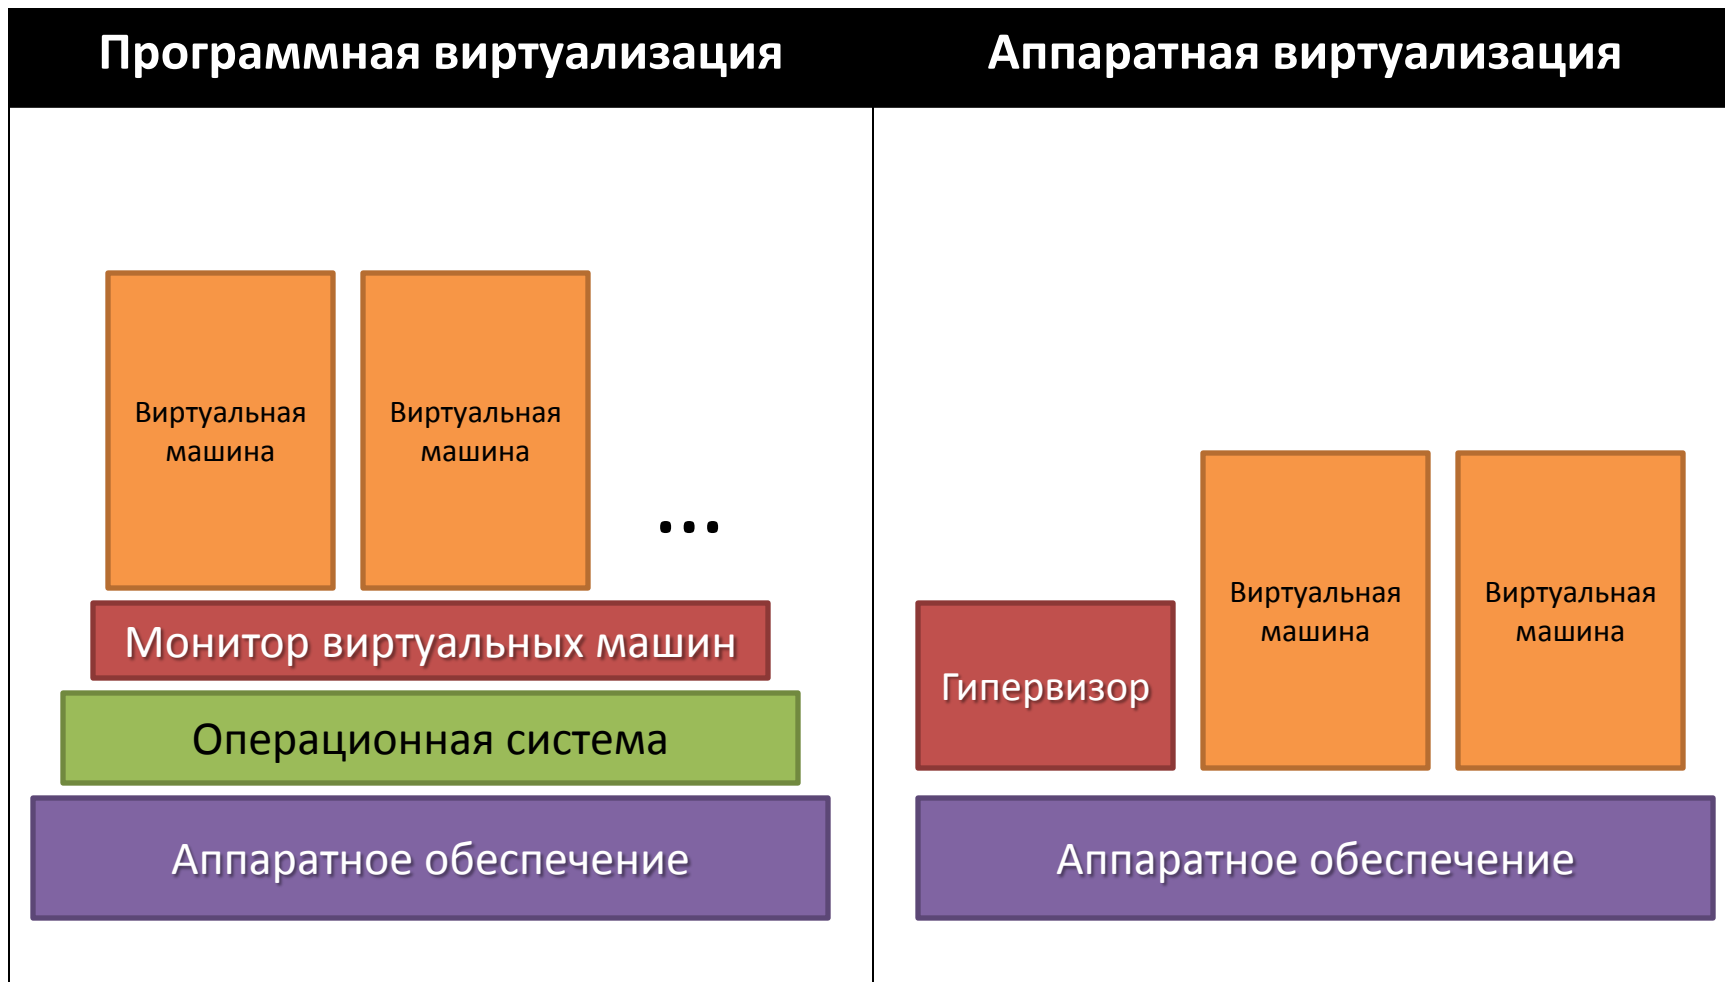 Программная виртуализация
Аппаратная виртуализация
Виртуальная
машина
Виртуальная
машина
...
Монитор виртуальных машин
Операционная система
Аппаратное обеспечение
Гипервизор
Виртуальная
машина
Виртуальная
машина
Аппаратное обеспечение